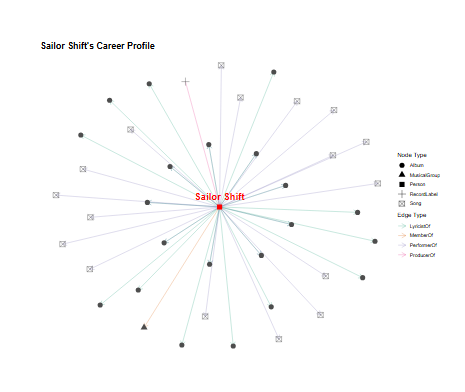 Sailor Shift's Career Profile
Sailor Shift
Node Type
Album
MusicalGroup
Person
RecordLabel
Song
Edge Type
LyricistOf
MemberOf
PerformerOf
ProducerOf